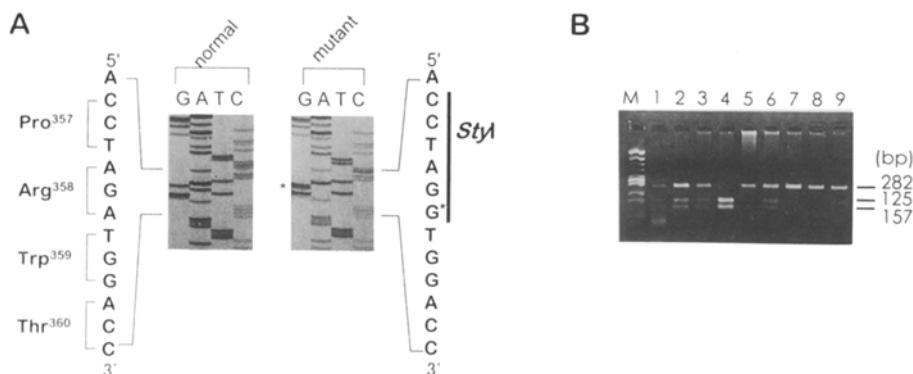 A
normal
mutant
B
5'
A
C
C
T
A
G
A
T
G
G
A
C
C
3'
Pro357
Arg358
Trp359
Thr360
G A T C
G A T C
*
5'
A
C
C
T
A
G
G*
T
G
G
A
C
C
3'
StyI
M 1 2 3 4 5 6 7 8 9
(bp)
282
125
157